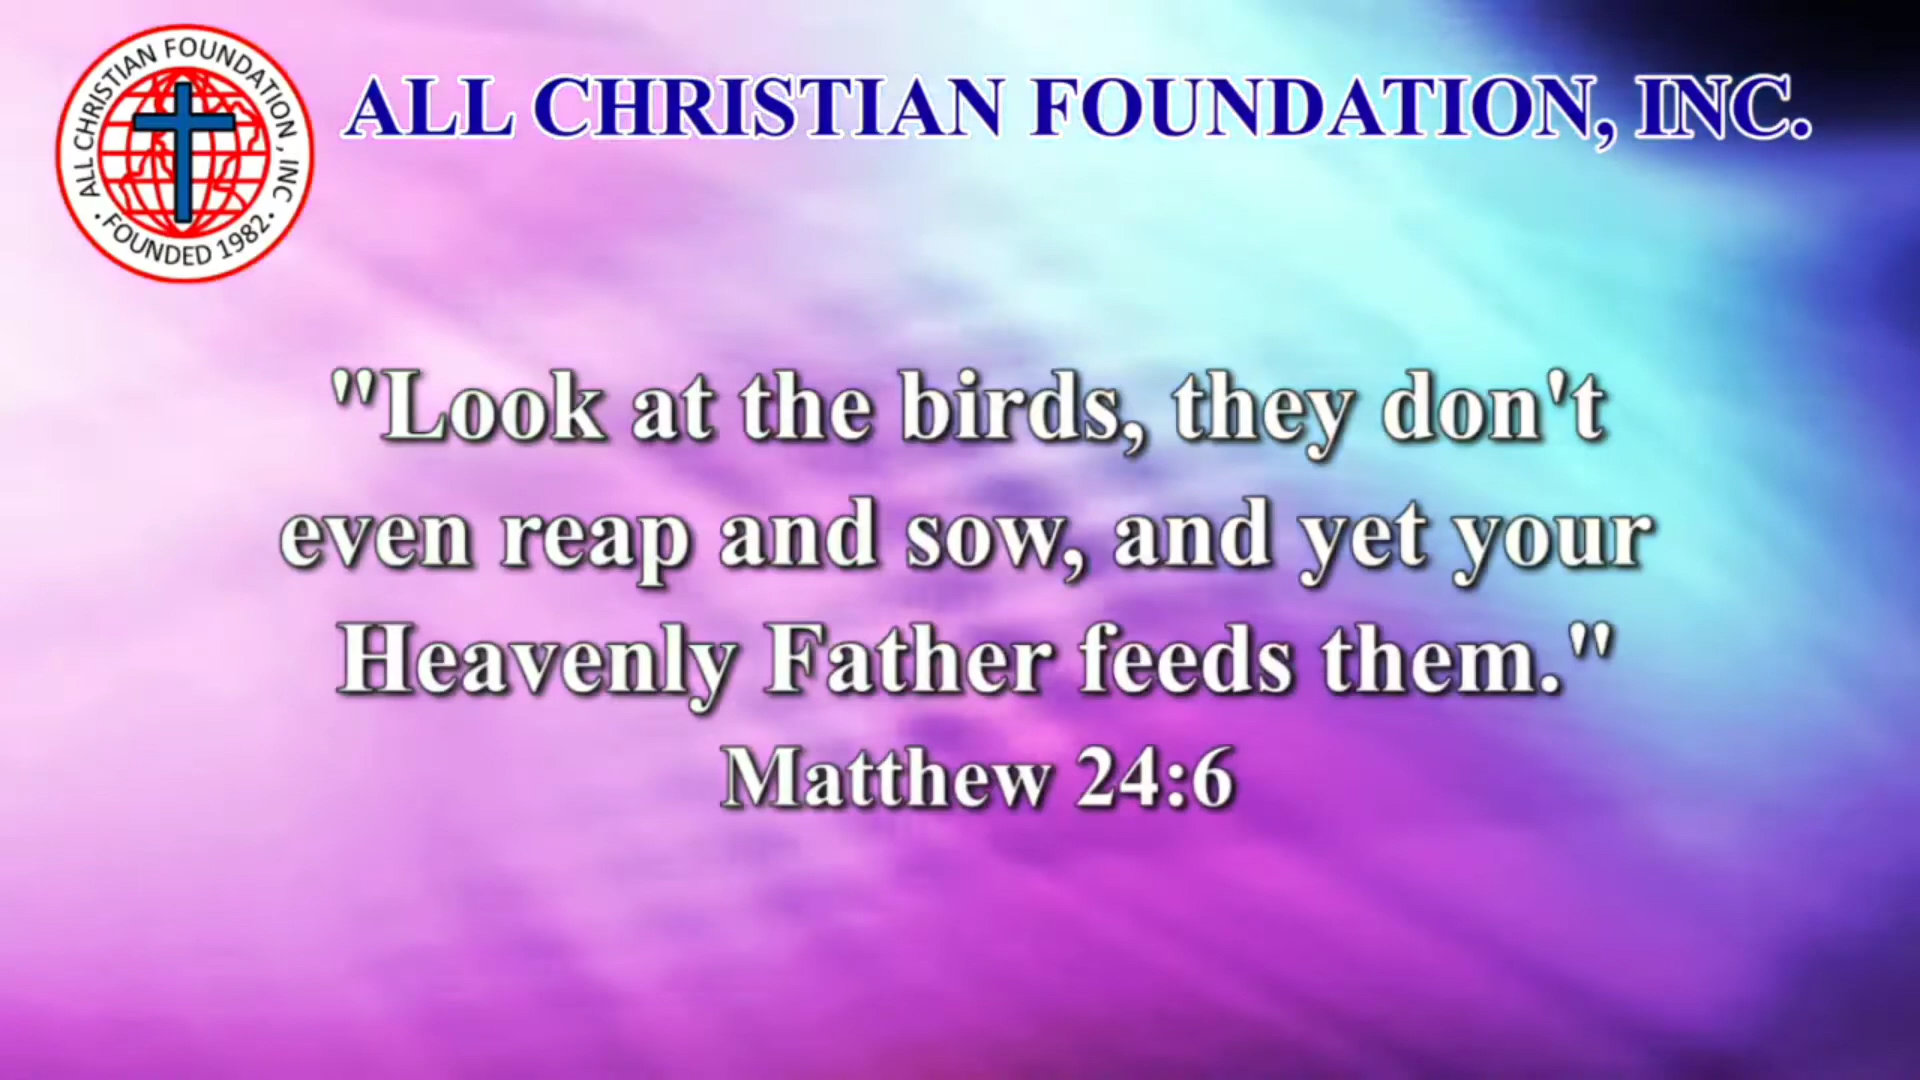 ALL CHRISTIAN FOUNDATION, INC
• FOUNDED 1982 •
ALL CHRISTIAN FOUNDATION, INC.
"Look at the birds, they don't
even reap and sow, and yet your
Heavenly Father feeds them."
Matthew 24:6